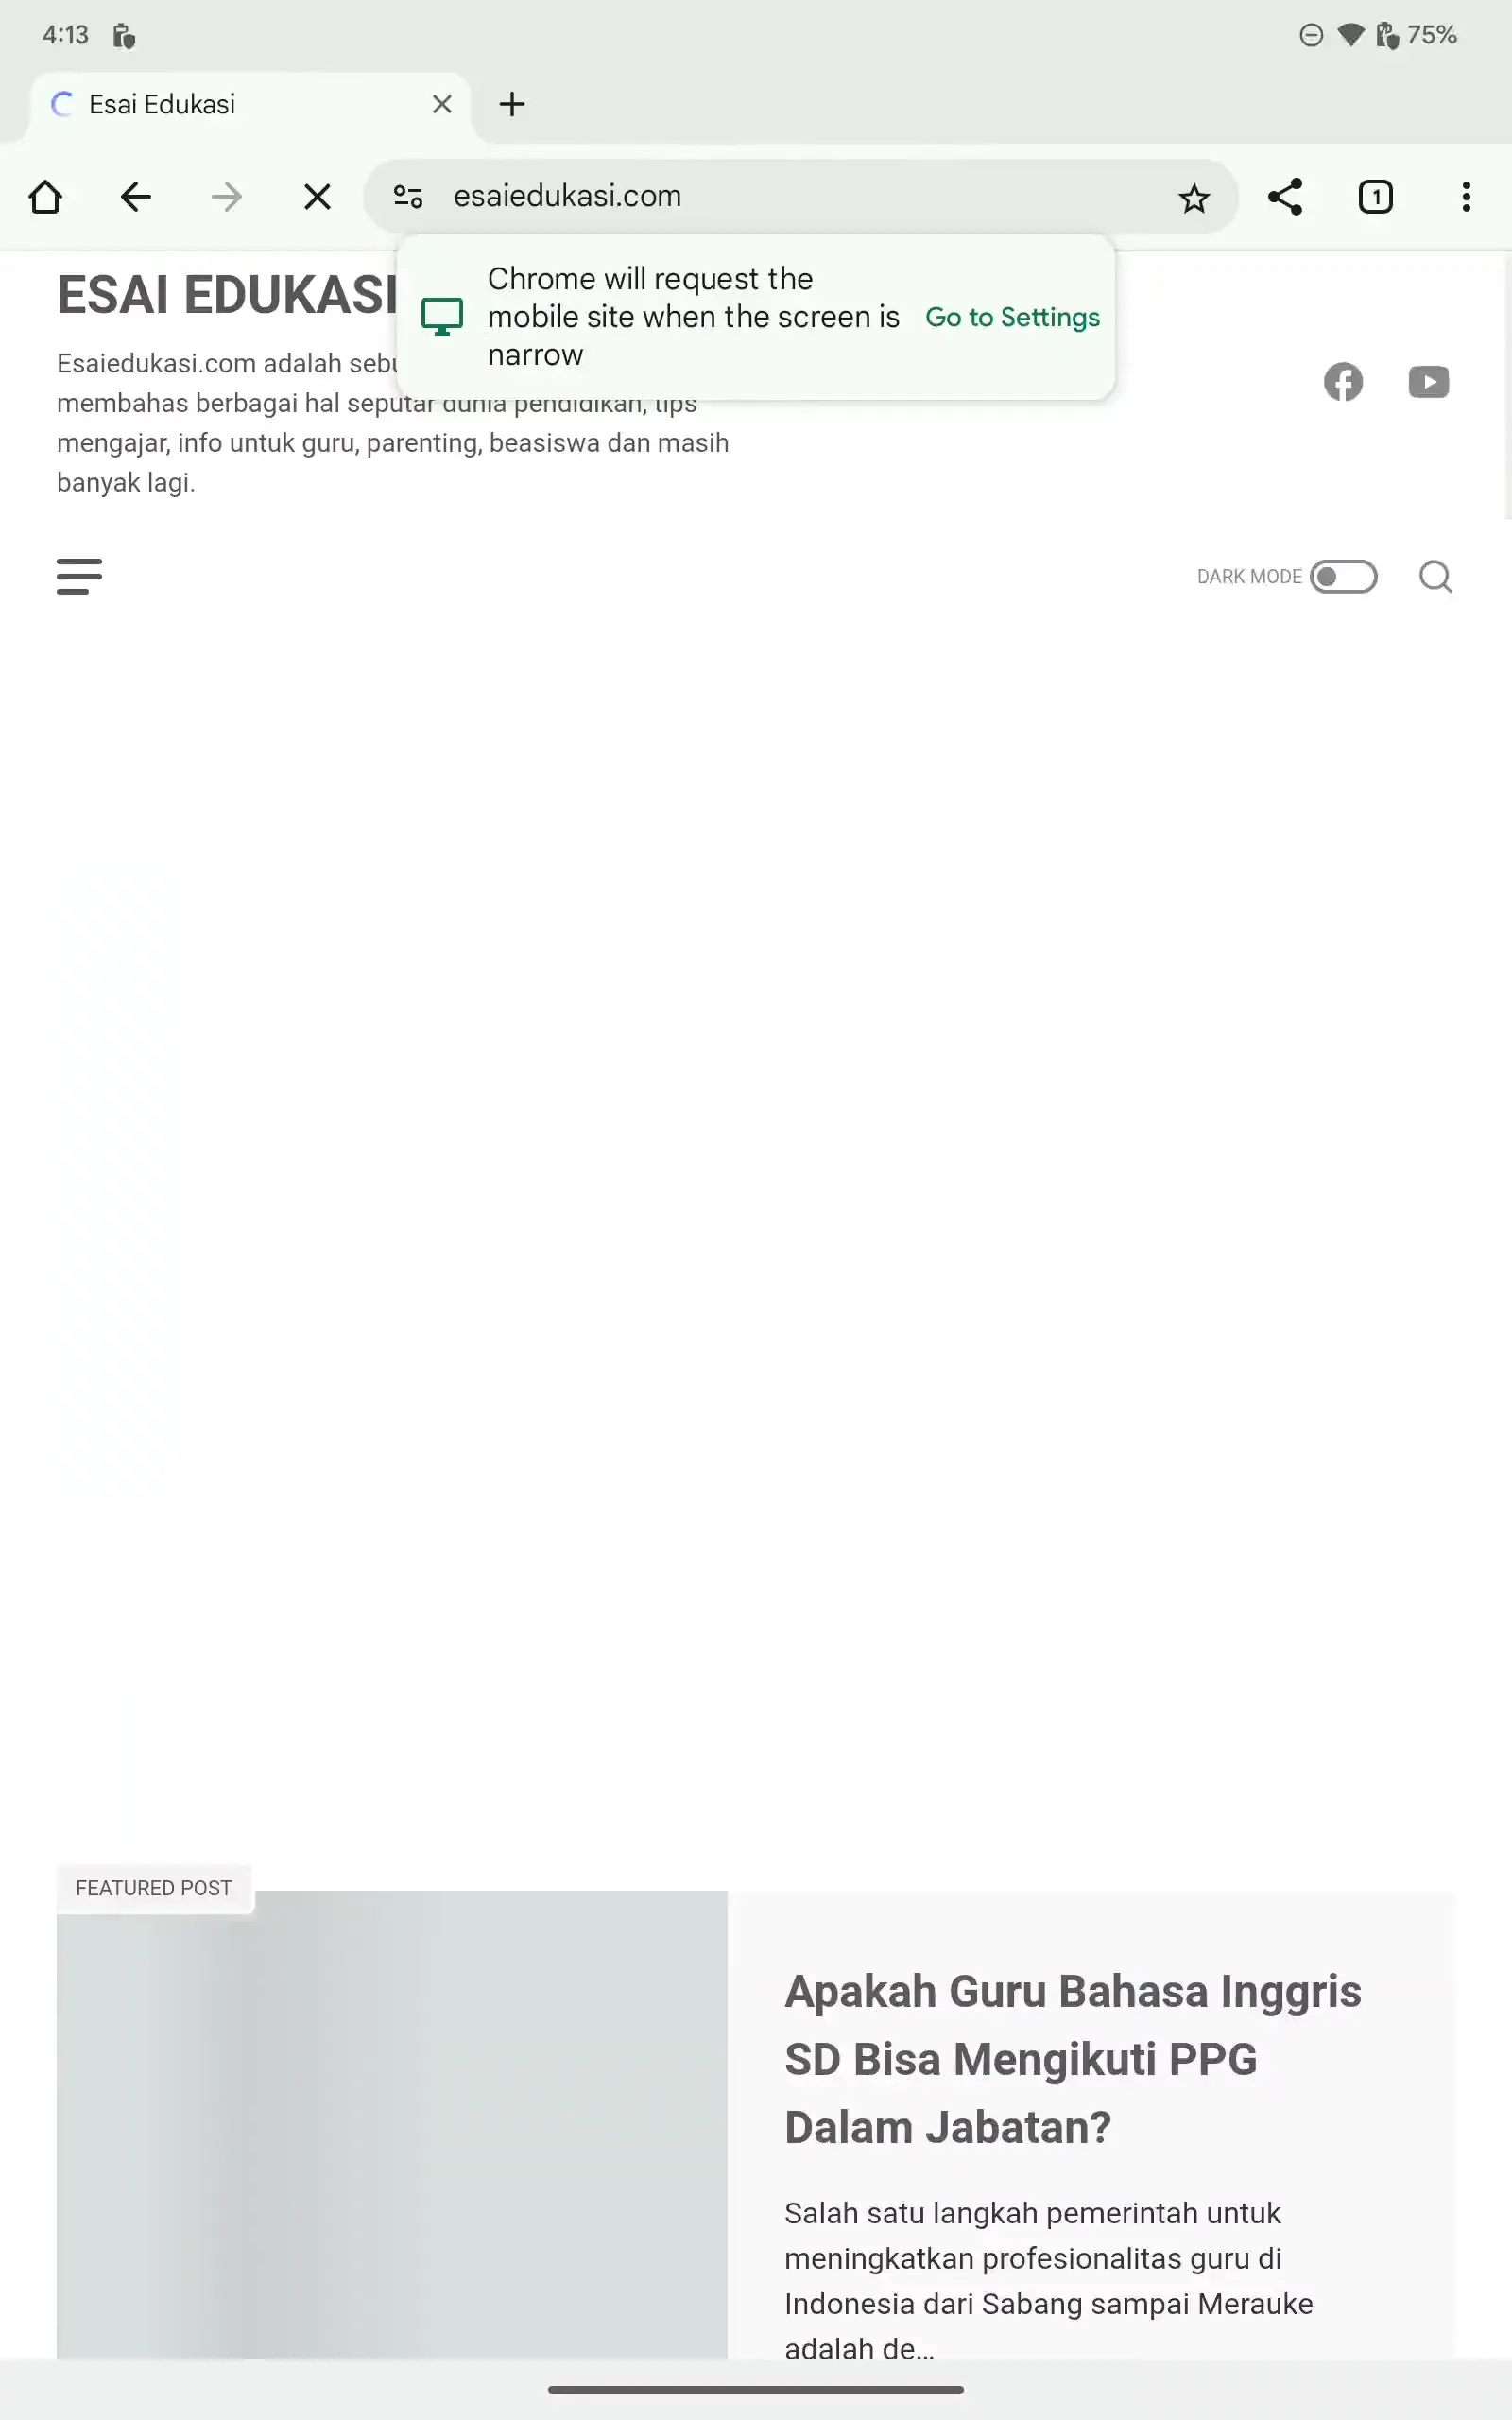 4:13
75%
Esai Edukasi
esaiedukasi.com
1
Chrome will request the
mobile site when the screen is
narrow
Go to Settings
ESAI EDUKASI
Esaiedukasi.com adalah
membahas berbagai hal seputar dunia pendidikan, tips
mengajar, info untuk guru, parenting, beasiswa dan masih
banyak lagi.
DARK MODE
FEATURED POST
Apakah Guru Bahasa Inggris
SD Bisa Mengikuti PPG
Dalam Jabatan?
Salah satu langkah pemerintah untuk
meningkatkan profesionalitas guru di
Indonesia dari Sabang sampai Merauke
adalah de...